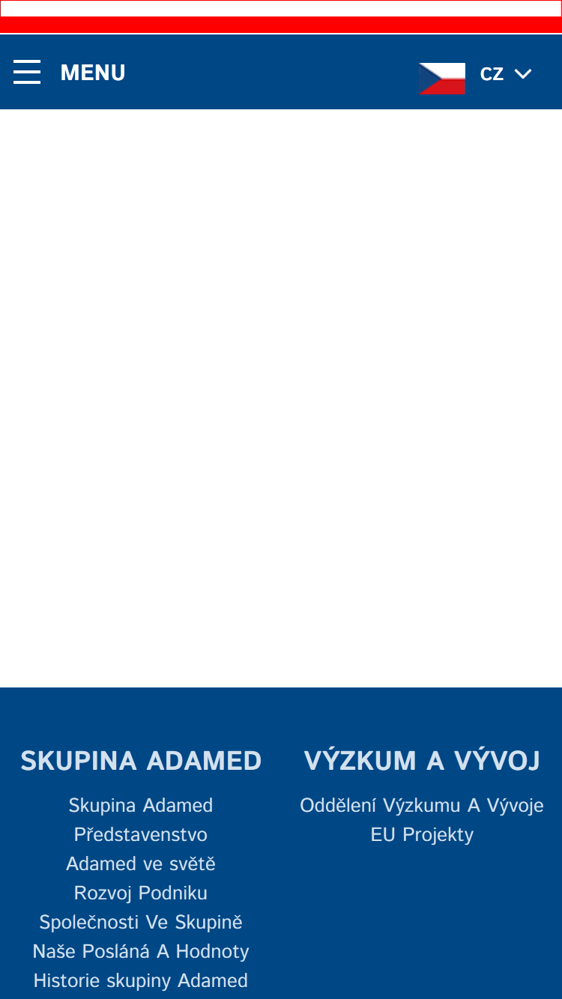 MENU
CZ
SKUPINA ADAMED
Skupina Adamed
Představenstvo
Adamed ve světě
Rozvoj Podniku
Společnosti Ve Skupině
Naše Posláná A Hodnoty
Historie skupiny Adamed
VÝZKUM A VÝVOJ
Oddělení Výzkumu A Vývoje
EU Projekty